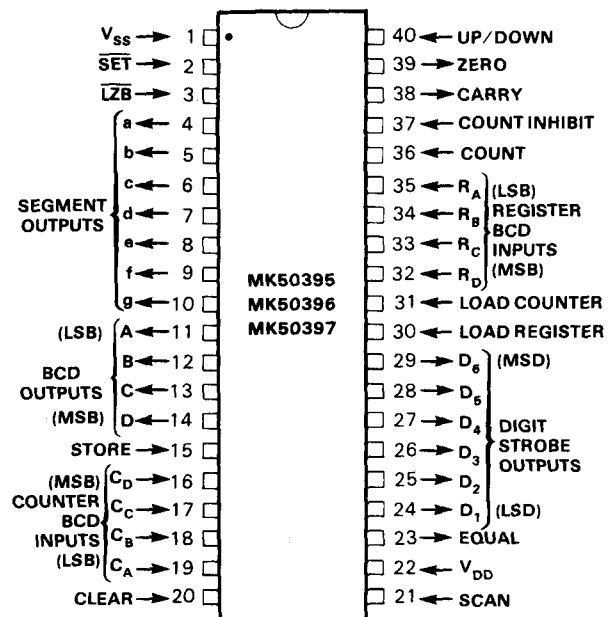 VSS 1
SET 2
LZB 3
a 4
b 5
c 6
d 7
e 8
f 9
g 10
SEGMENT
OUTPUTS
(LSB) A 11
B 12
C 13
(MSB) D 14
BCD
OUTPUTS
STORE 15
(MSB) CD 16
CC 17
CB 18
(LSB) CA 19
COUNTER
BCD
INPUTS
CLEAR 20
MK50395
MK50396
MK50397
40 UP/DOWN
39 ZERO
38 CARRY
37 COUNT INHIBIT
36 COUNT
35 RA (LSB)
34 RB
33 RC
32 RD (MSB)
REGISTER
BCD
INPUTS
31 LOAD COUNTER
30 LOAD REGISTER
29 D6 (MSD)
28 D5
27 D4
26 D3
25 D2
24 D1 (LSD)
DIGIT
STROBE
OUTPUTS
23 EQUAL
22 VDD
21 SCAN